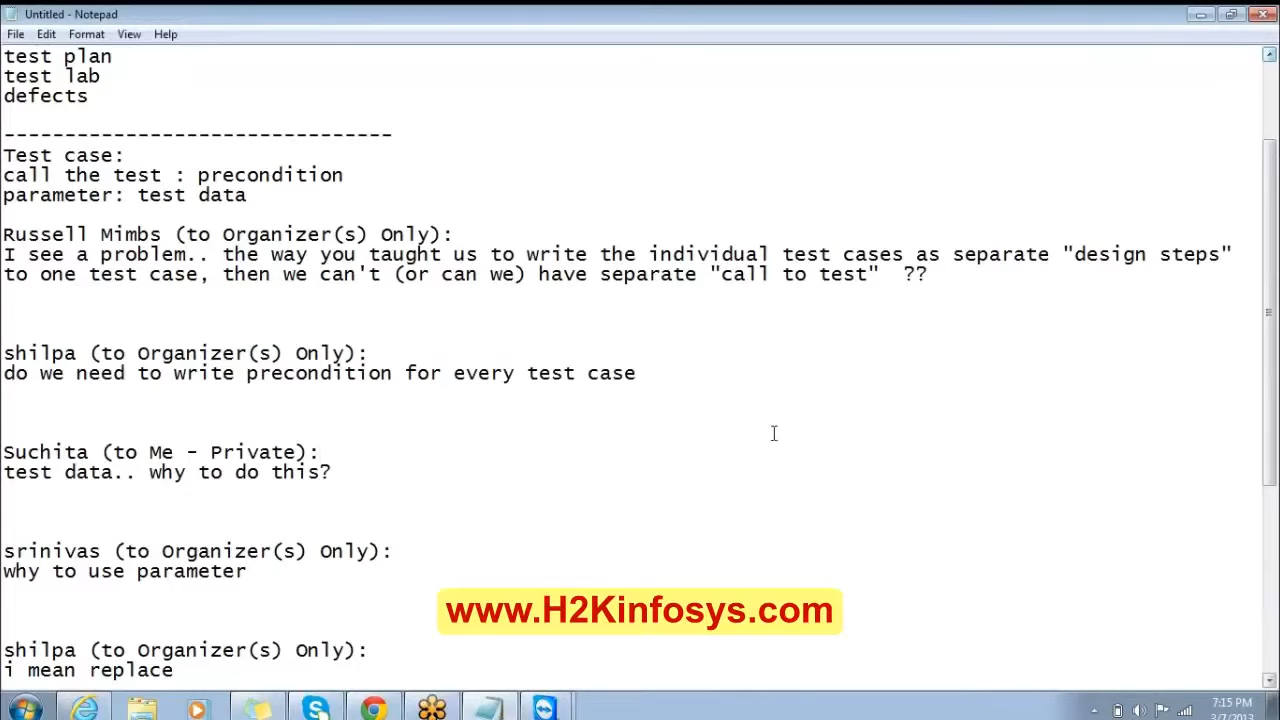 Untitled - Notepad
File Edit Format View Help
test plan
test lab
defects
--------------------------------
Test case:
call the test : precondition
parameter: test data
Russell Mimbs (to Organizer(s) Only):
I see a problem.. the way you taught us to write the individual test cases as separate "design steps"
to one test case, then we can't (or can we) have separate "call to test"  ??
shilpa (to Organizer(s) Only):
do we need to write precondition for every test case
Suchita (to Me - Private):
test data.. why to do this?
srinivas (to Organizer(s) Only):
why to use parameter
www.H2Kinfosys.com
shilpa (to Organizer(s) Only):
i mean replace
7:15 PM
3/7/2013